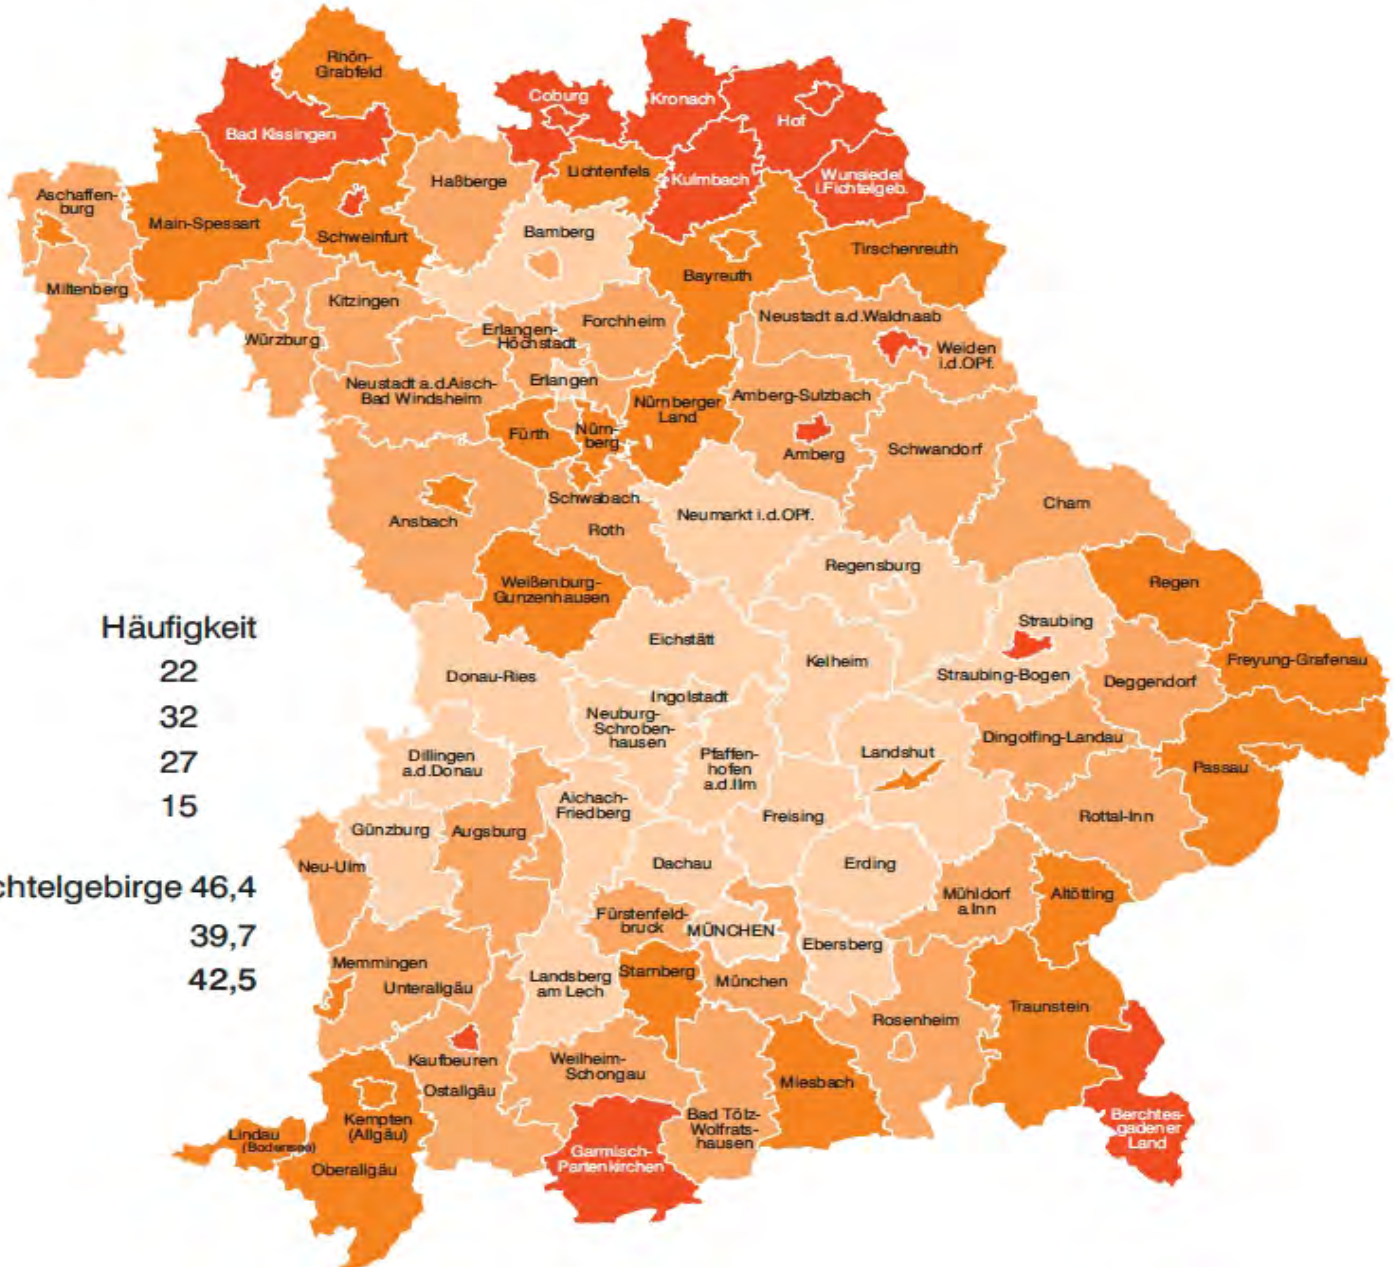 Rhön-
Grabfeld
Coburg
Kronach
Hof
Bad Kissingen
Lichtenfels
Kulmbach
Wunsiedel
i.Fichtelgeb.
Haßberge
Aschaffen-
burg
Main-Spessart
Schweinfurt
Bamberg
Tirschenreuth
Bayreuth
Miltenberg
Kitzingen
Würzburg
Erlangen-
Höchstadt
Forchheim
Neustadt a.d.Waldnaab
Weiden
i.d.OPf.
Neustadt a.d.Aisch-
Bad Windsheim
Erlangen
Nürnberger
Land
Amberg-Sulzbach
Fürth
Nürn-
berg
Amberg
Schwandorf
Schwabach
Ansbach
Roth
Neumarkt i.d.OPf.
Cham
Regensburg
Weißenburg-
Gunzenhausen
Regen
Häufigkeit
22
32
27
15
chtelgebirge 46,4
39,7
42,5
Eichstätt
Straubing
Kelheim
Freyung-Grafenau
Donau-Ries
Straubing-Bogen
Deggendorf
Ingolstadt
Neuburg-
Schroben-
hausen
Dingolfing-Landau
Dillingen
a.d.Donau
Pfaffen-
hofen
a.d.Ilm
Landshut
Passau
Aichach-
Friedberg
Freising
Rottal-Inn
Günzburg
Augsburg
Neu-Ulm
Dachau
Erding
Mühldorf
a.Inn
Altötting
Fürstenfeld-
bruck
MÜNCHEN
Ebersberg
Memmingen
Unterallgäu
Landsberg
am Lech
Starnberg
München
Traunstein
Rosenheim
Kaufbeuren
Ostallgäu
Weilheim-
Schongau
Miesbach
Kempten
(Allgäu)
Lindau
(Bodensee)
Oberallgäu
Bad Tölz-
Wolfrats-
hausen
Garmisch-
Partenkirchen
Berchtes-
gadener
Land